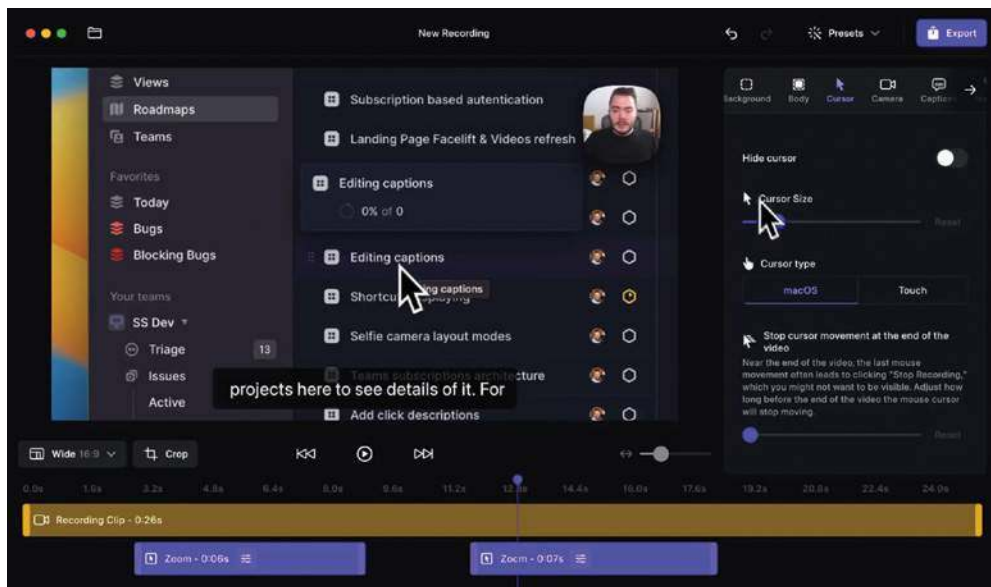 New Recording
Presets
Export
Views
Roadmaps
Teams
Favorites
Today
Bugs
Blocking Bugs
Your teams
SS Dev
Triage
13
Issues
Active
Subscription based autentication
Landing Page Facelift & Videos refresh
Editing captions
0% of 0
Editing captions
captions
Selfie camera layout modes
Teams subscriptions architecture
Add click descriptions
projects here to see details of it. For
Background
Body
Cursor
Camera
Hide cursor
Cursor Size
Reset
Cursor type
macOS
Touch
Stop cursor movement at the end of the
video
Near the end of the video, the last mouse
movement often leads to clicking "Stop Recording,"
which you might not want to be visible. Adjust how
long before the end of the video the mouse cursor
will stop moving.
Reset
Wide 16:9
Crop
0.0s 1.6s 3.2s 4.8s 6.4s 8.0s 9.6s 11.2s 14.4s 16.0s 17.6s 19.2s 20.8s 22.4s 24.0s
Recording Clip - 0:26s
Zoom - 0:06s
Zoom - 0:07s